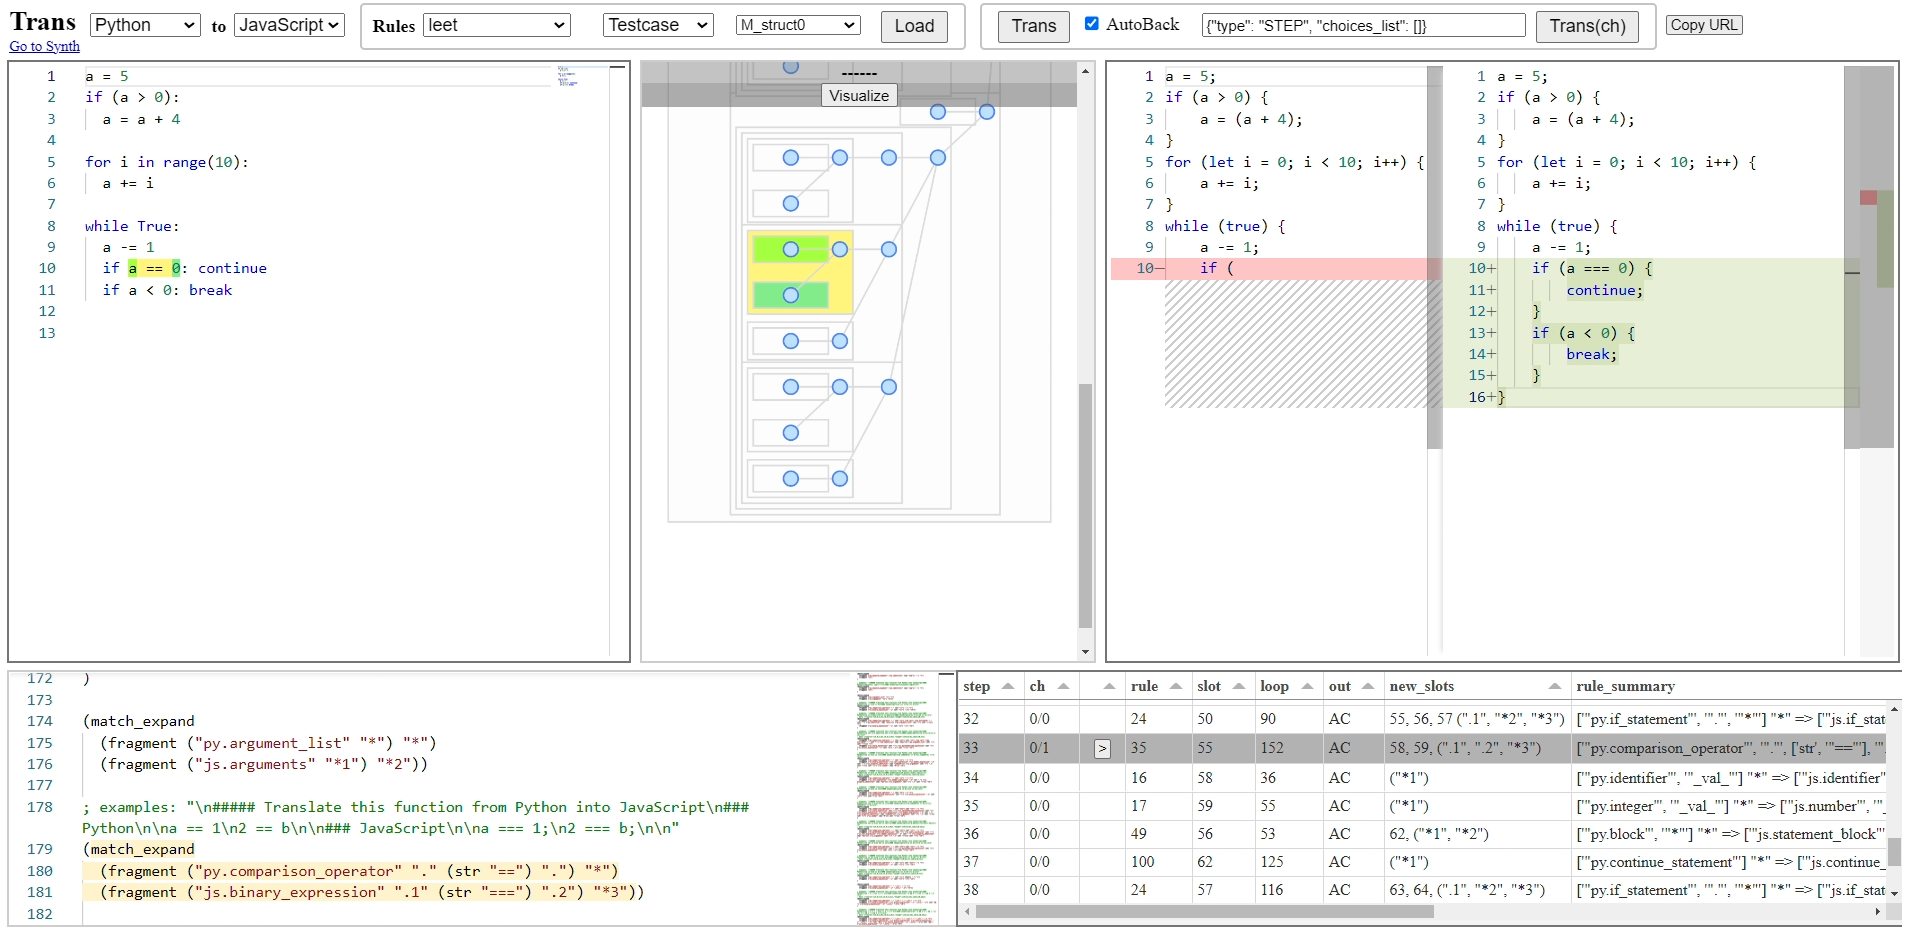 Trans Python to JavaScript Rules leet Testcase M_struct0 Load Trans AutoBack {"type": "STEP", "choices_list": []} Trans(ch) Copy URL
Go to Synth
1 a = 5
2 if (a > 0):
3 a = a + 4
4
5 for i in range(10):
6 a += i
7
8 while True:
9 a -= 1
10 if a == 0: continue
11 if a < 0: break
12
13
------
Visualize
1 a = 5;
2 if (a > 0) {
3 a = (a + 4);
4 }
5 for (let i = 0; i < 10; i++) {
6 a += i;
7 }
8 while (true) {
9 a -= 1;
10− if (
1 a = 5;
2 if (a > 0) {
3 a = (a + 4);
4 }
5 for (let i = 0; i < 10; i++) {
6 a += i;
7 }
8 while (true) {
9 a -= 1;
10+ if (a === 0) {
11+ continue;
12+ }
13+ if (a < 0) {
14+ break;
15+ }
16+ }
172 )
173
174 (match_expand
175 (fragment ("py.argument_list" "*") "*")
176 (fragment ("js.arguments" "*1") "*2"))
177
178 ; examples: "\n##### Translate this function from Python into JavaScript\n###
Python\n\na == 1\n2 == b\n\n### JavaScript\n\na === 1;\n2 === b;\n\n"
179 (match_expand
180 (fragment ("py.comparison_operator" "." (str "==") ".") "*")
181 (fragment ("js.binary_expression" ".1" (str "===") ".2") "*3"))
182
step ch rule slot loop out new_slots rule_summary
32 0/0 24 50 90 AC 55, 56, 57 (".1", "*2", "*3") ['"py.if_statement"', '"."', '"*"'] "*" => ['"js.if_stat
33 0/1 > 35 55 152 AC 58, 59, (".1", ".2", "*3") ['"py.comparison_operator"', '"."', ['str', '"=="'], '".
34 0/0 16 58 36 AC ("*1") ['"py.identifier"', '"_val_"'] "*" => ['"js.identifier"
35 0/0 17 59 55 AC ("*1") ['"py.integer"', '"_val_"'] "*" => ['"js.number"', '"_
36 0/0 49 56 53 AC 62, ("*1", "*2") ['"py.block"', '"*"'] "*" => ['"js.statement_block"'
37 0/0 100 62 125 AC ("*1") ['"py.continue_statement"'] "*" => ['"js.continue_
38 0/0 24 57 116 AC 63, 64, (".1", "*2", "*3") ['"py.if_statement"', '"."', '"*"'] "*" => ['"js.if_stat